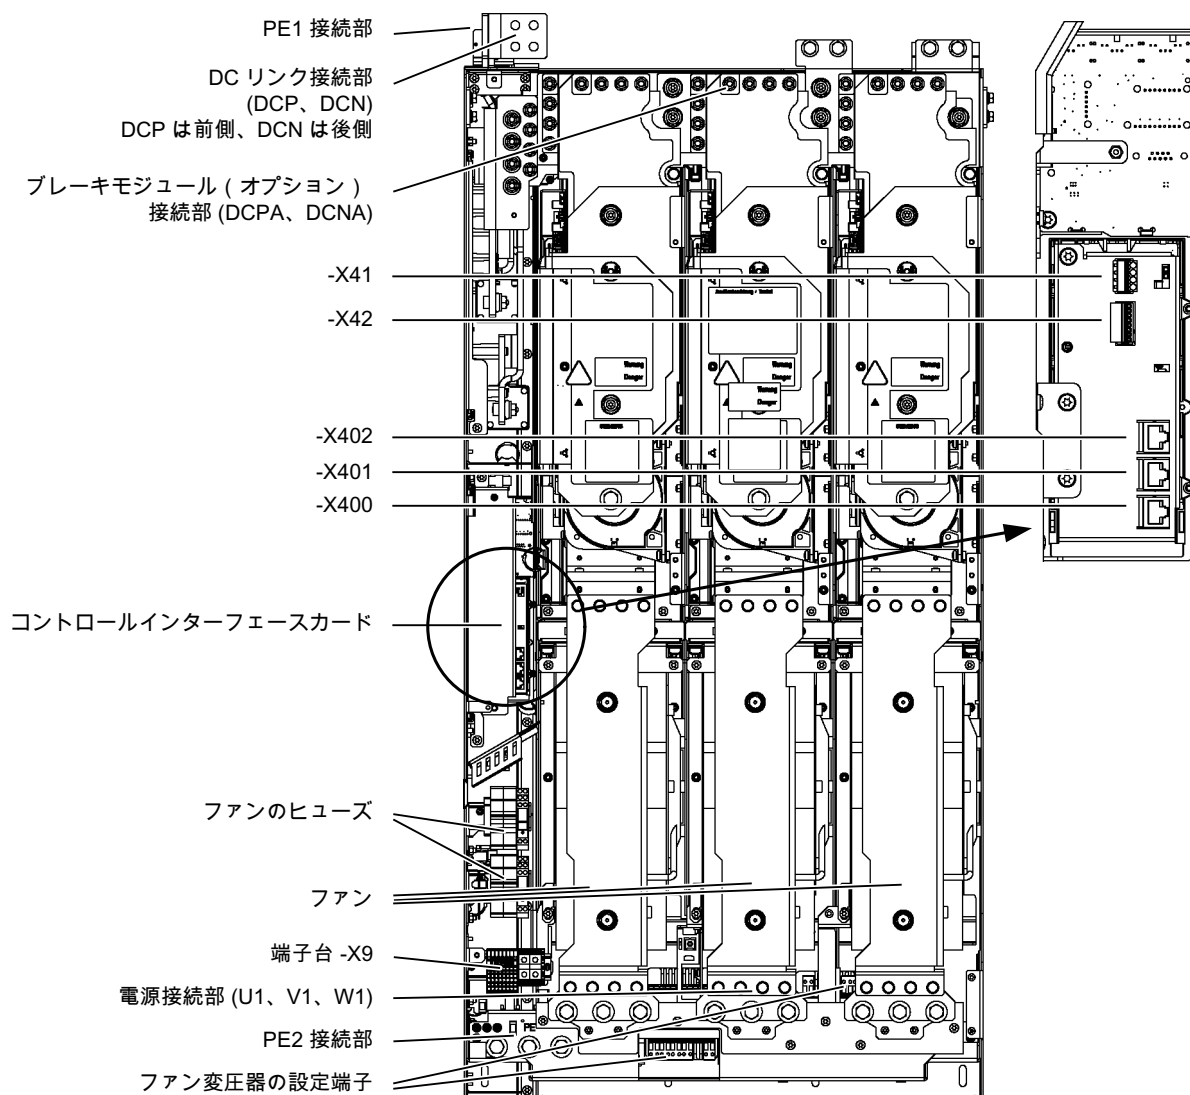 PE1 接続部
DC リンク接続部
(DCP、DCN)
DCP は前側、DCN は後側
ブレーキモジュール ( オプション )
接続部 (DCPA、DCNA)
-X41
-X42
-X402
-X401
-X400
コントロールインターフェースカード
ファンのヒューズ
ファン
端子台 -X9
電源接続部 (U1、V1、W1)
PE2 接続部
ファン変圧器の設定端子
Warnung
Danger
Warnung
Danger
Warnung
Danger
Warnung
Danger
PE